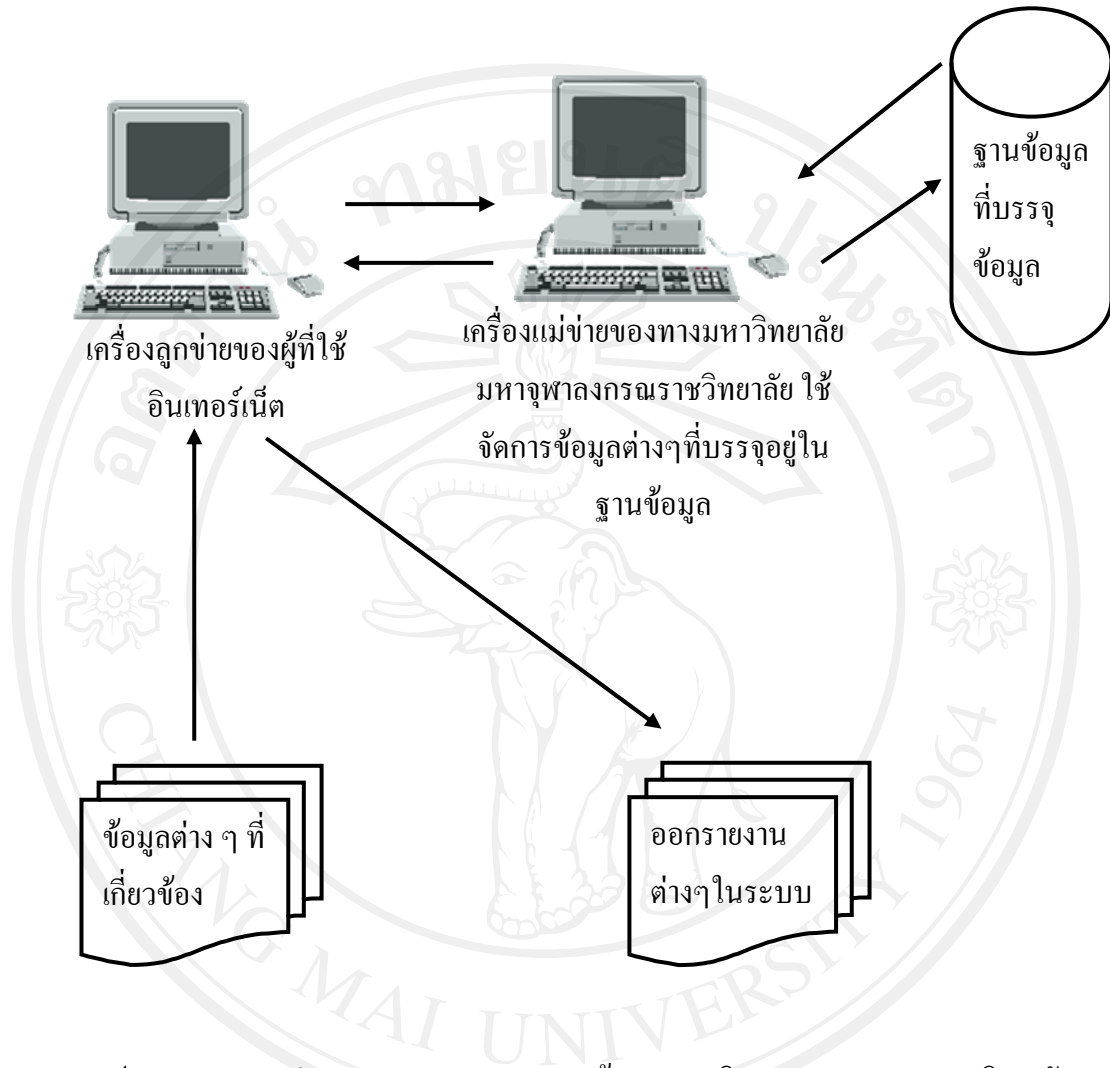 ฐานข้อมูล
ที่บรรจุ
ข้อมูล
เครื่องลูกข่ายของผู้ที่ใช้
อินเทอร์เน็ต
เครื่องแม่ข่ายของทางมหาวิทยาลัย
มหาจุฬาลงกรณราชวิทยาลัย ใช้
จัดการข้อมูลต่างๆที่บรรจุอยู่ใน
ฐานข้อมูล
ข้อมูลต่าง ๆ ที่
เกี่ยวข้อง
ออกรายงาน
ต่างๆในระบบ
CHIANG MAI UNIVERSITY 1964